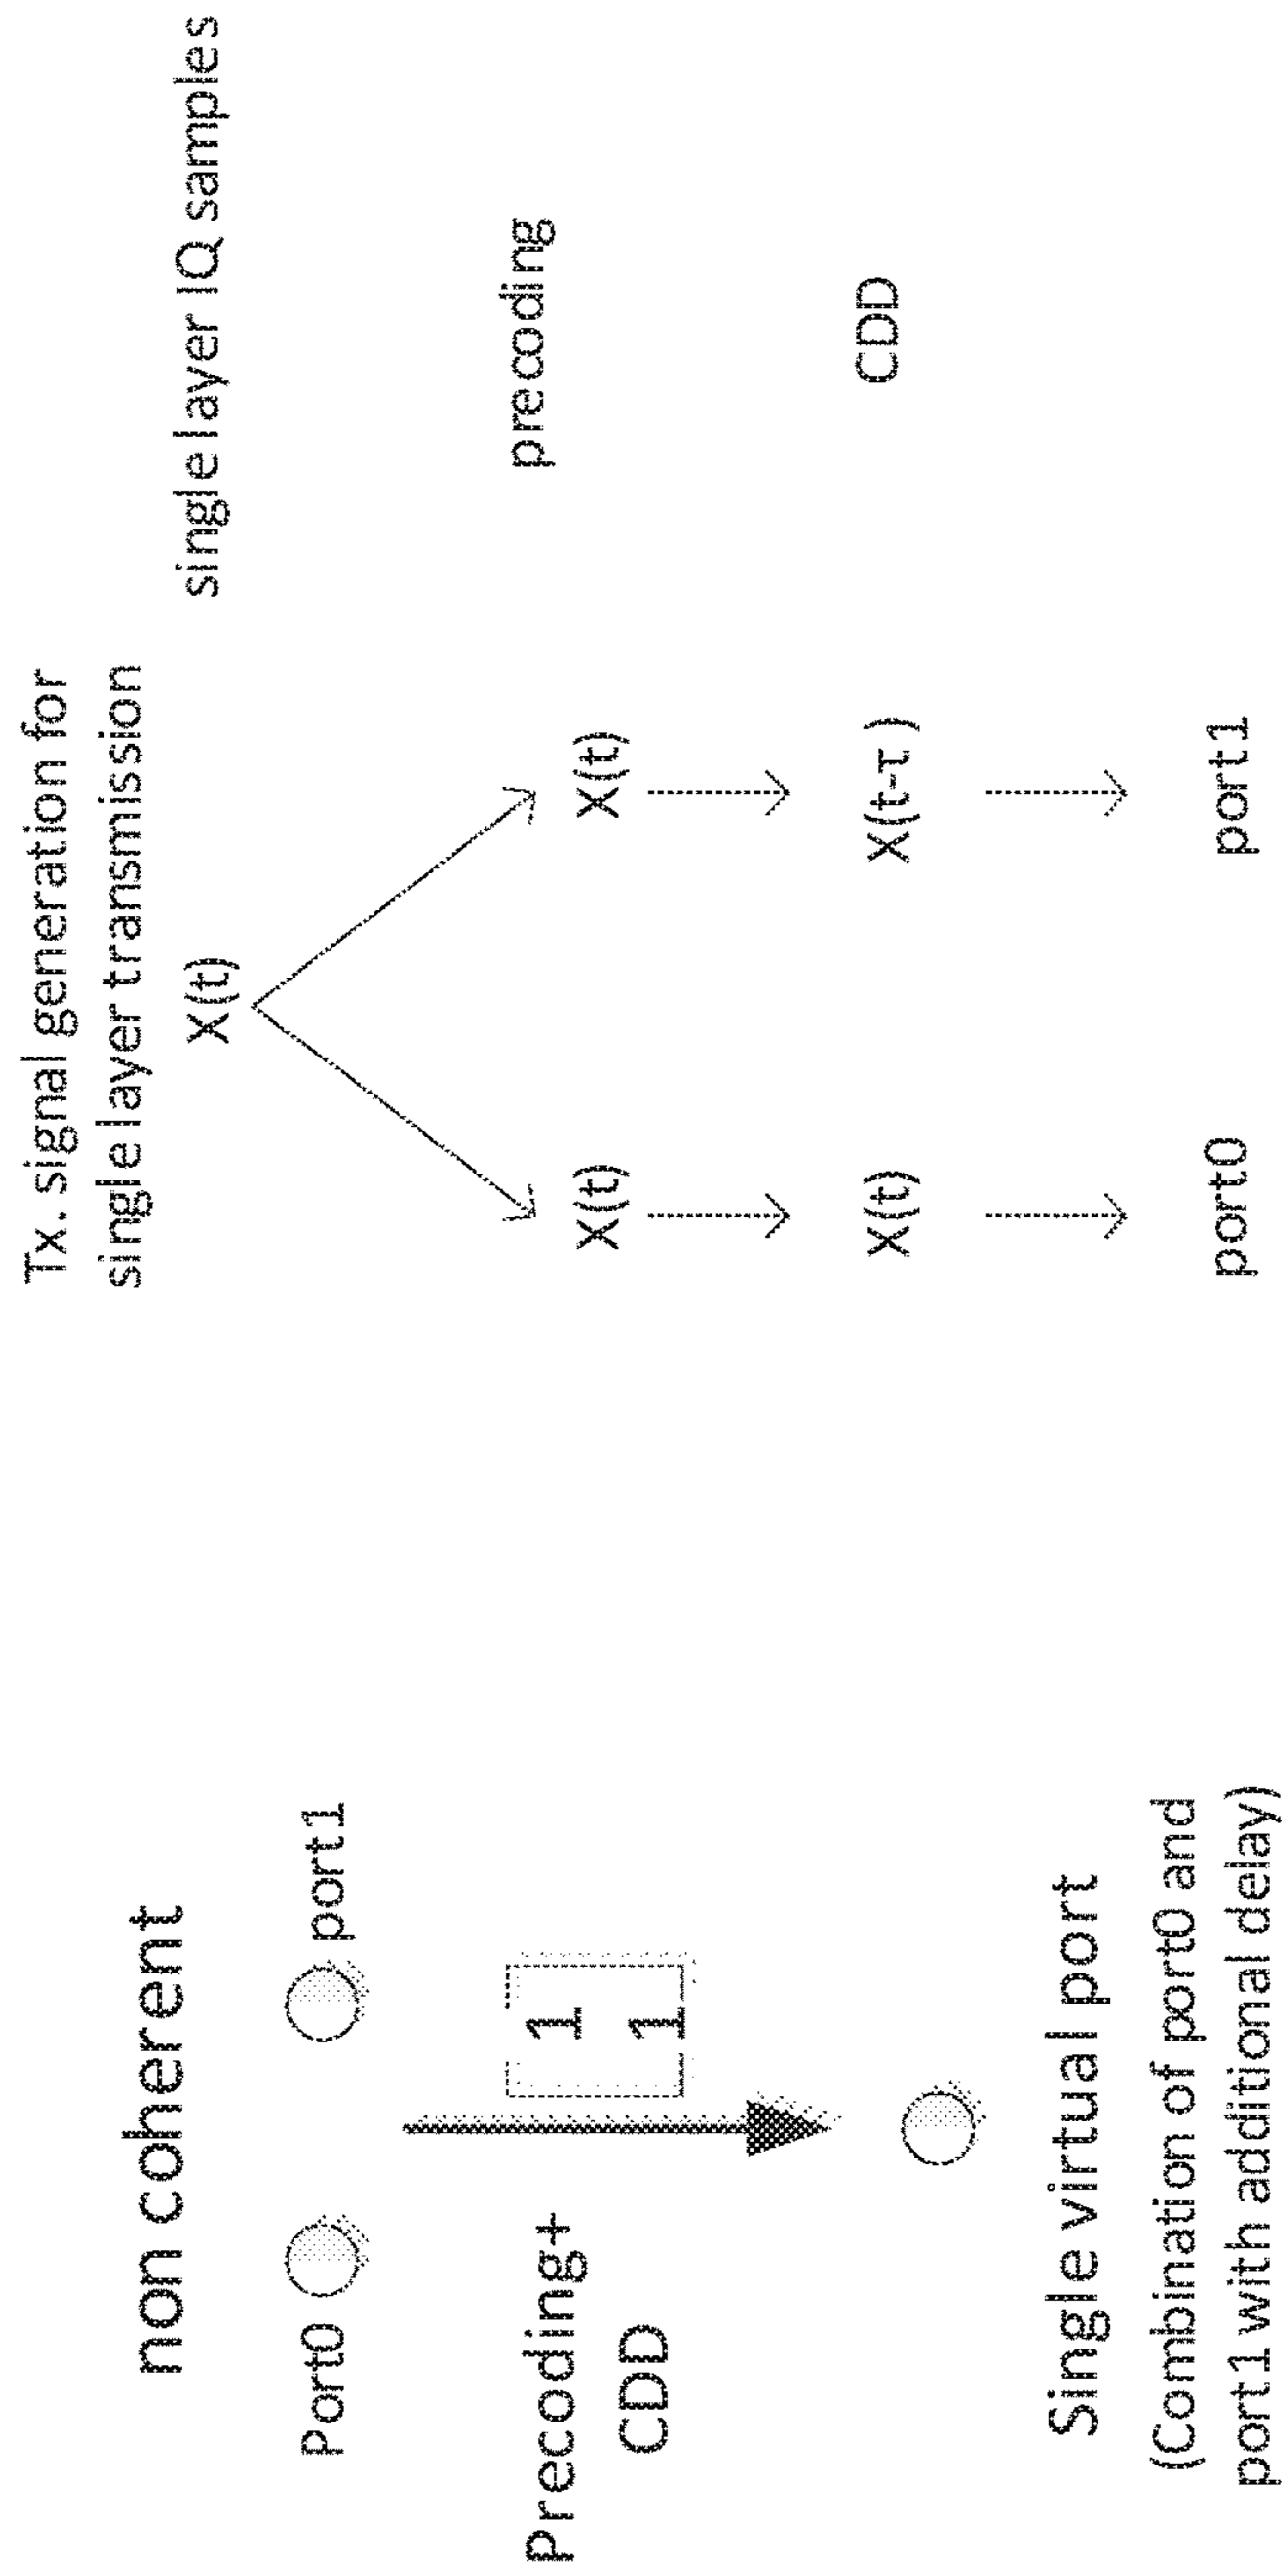 non coherent
Port0
port1
Precoding+
CDD
1
1
Single virtual port
(Combination of port0 and
port1 with additional delay)
Tx. signal generation for
single layer transmission
X(t)
single layer IQ samples
X(t)
X(t)
precoding
X(t)
X(t-τ )
CDD
port0
port1